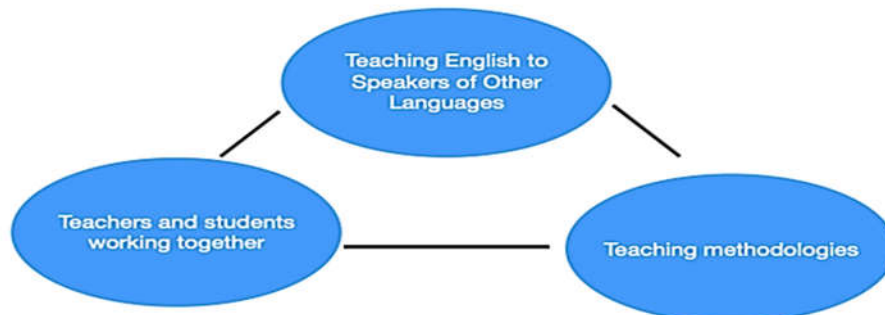 Teaching English to
Speakers of Other
Languages
Teachers and students
working together
Teaching methodologies